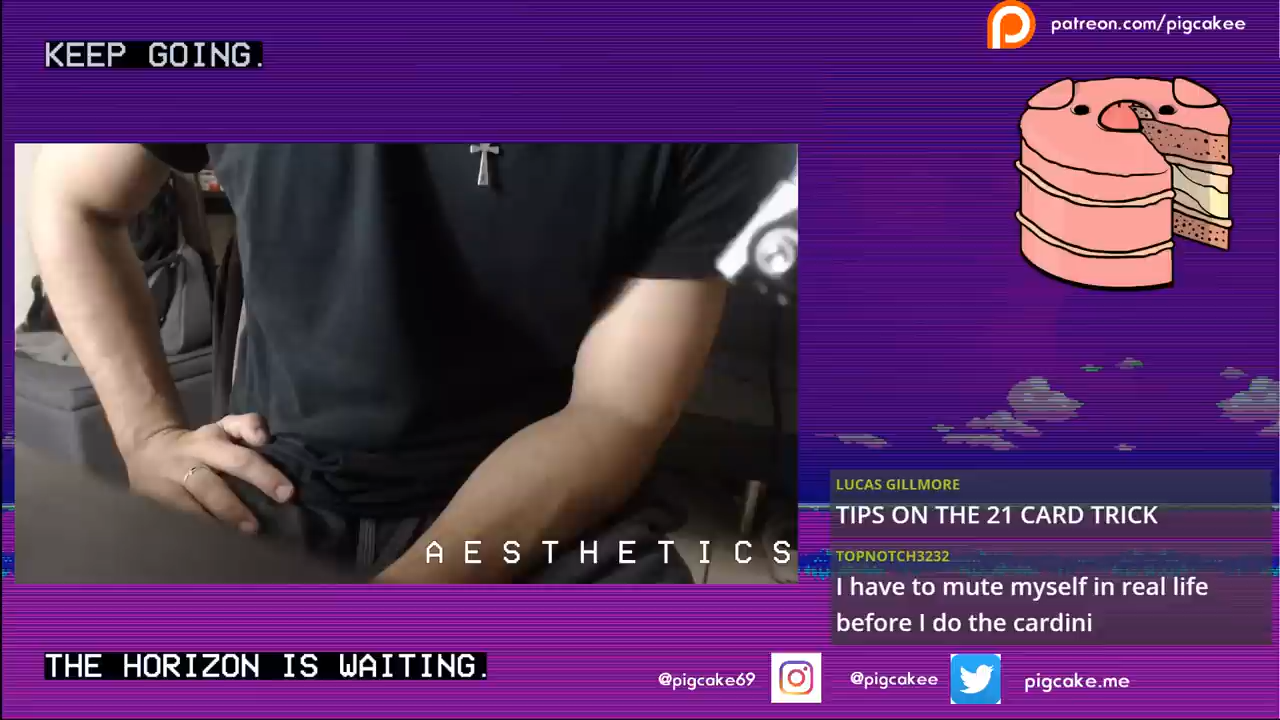 KEEP GOING.
patreon.com/pigcakee
AESTHETICS
LUCAS GILLMORE
TIPS ON THE 21 CARD TRICK
TOPNOTCH3232
I have to mute myself in real life
before I do the cardini
THE HORIZON IS WAITING.
@pigcake69
@pigcakee
pigcake.me